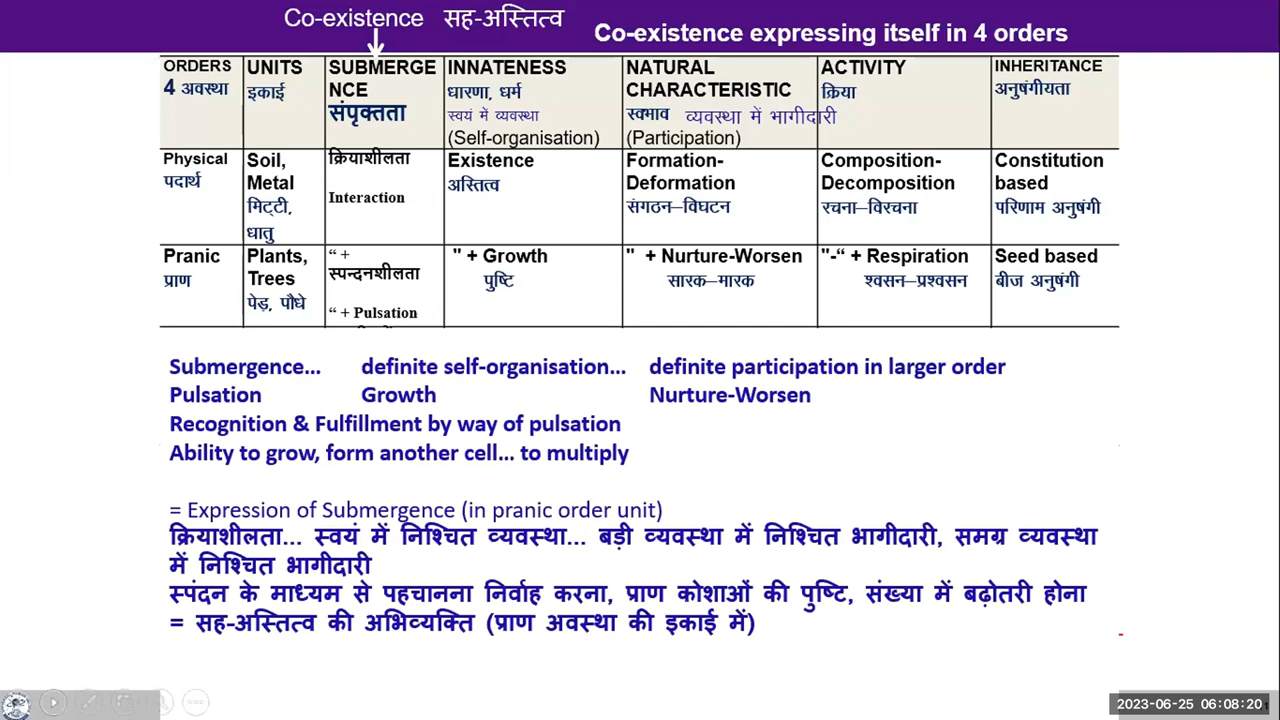 Co-existence सह-अस्तित्व
Co-existence expressing itself in 4 orders
ORDERS
4 अवस्था
UNITS
इकाई
SUBMERGE
NCE
संपृक्तता
INNATENESS
धारणा, धर्म
स्वयं में व्यवस्था
(Self-organisation)
NATURAL
CHARACTERISTIC
स्वभाव व्यवस्था में भागीदारी
(Participation)
ACTIVITY
क्रिया
INHERITANCE
अनुषंगीयता
Physical
पदार्थ
Soil,
Metal
मिट्टी,
धातु
क्रियाशीलता
Interaction
Existence
अस्तित्व
Formation-
Deformation
संगठन–विघटन
Composition-
Decomposition
रचना–विरचना
Constitution
based
परिणाम अनुषंगी
Pranic
प्राण
Plants,
Trees
पेड़, पौधे
“ +
स्पन्दनशीलता
“ + Pulsation
" + Growth
पुष्टि
" + Nurture-Worsen
सारक–मारक
"-“ + Respiration
श्वसन–प्रश्वसन
Seed based
बीज अनुषंगी
Submergence... definite self-organisation... definite participation in larger order
Pulsation Growth Nurture-Worsen
Recognition & Fulfillment by way of pulsation
Ability to grow, form another cell... to multiply
= Expression of Submergence (in pranic order unit)
क्रियाशीलता... स्वयं में निश्चित व्यवस्था... बड़ी व्यवस्था में निश्चित भागीदारी, समग्र व्यवस्था
में निश्चित भागीदारी
स्पंदन के माध्यम से पहचानना निर्वाह करना, प्राण कोशाओं की पुष्टि, संख्या में बढ़ोतरी होना
= सह-अस्तित्व की अभिव्यक्ति (प्राण अवस्था की इकाई में)
2023-06-25 06:08:20